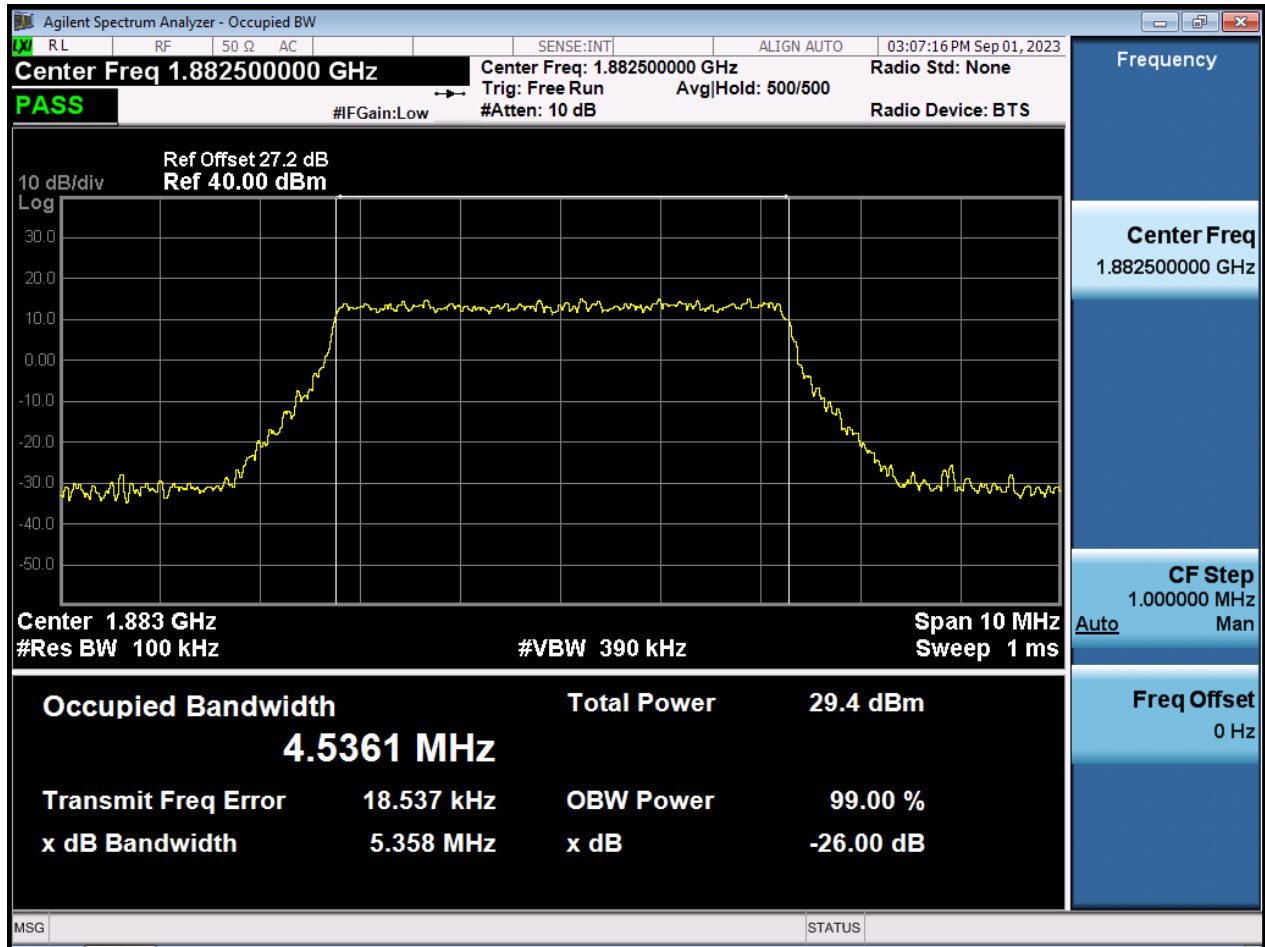 Agilent Spectrum Analyzer - Occupied BW
LXI RL RF 50 Ω AC SENSE:INT ALIGN AUTO 03:07:16 PM Sep 01, 2023
Center Freq 1.882500000 GHz
PASS
#IFGain:Low
Center Freq: 1.882500000 GHz
Trig: Free Run Avg|Hold: 500/500
#Atten: 10 dB
Radio Std: None
Radio Device: BTS
Ref Offset 27.2 dB
10 dB/div Ref 40.00 dBm
Log
30.0
20.0
10.0
0.00
-10.0
-20.0
-30.0
-40.0
-50.0
Center 1.883 GHz Span 10 MHz
#Res BW 100 kHz #VBW 390 kHz Sweep 1 ms
Occupied Bandwidth Total Power 29.4 dBm
4.5361 MHz
Transmit Freq Error 18.537 kHz OBW Power 99.00 %
x dB Bandwidth 5.358 MHz x dB -26.00 dB
MSG STATUS
Frequency
Center Freq
1.882500000 GHz
CF Step
1.000000 MHz
Auto Man
Freq Offset
0 Hz